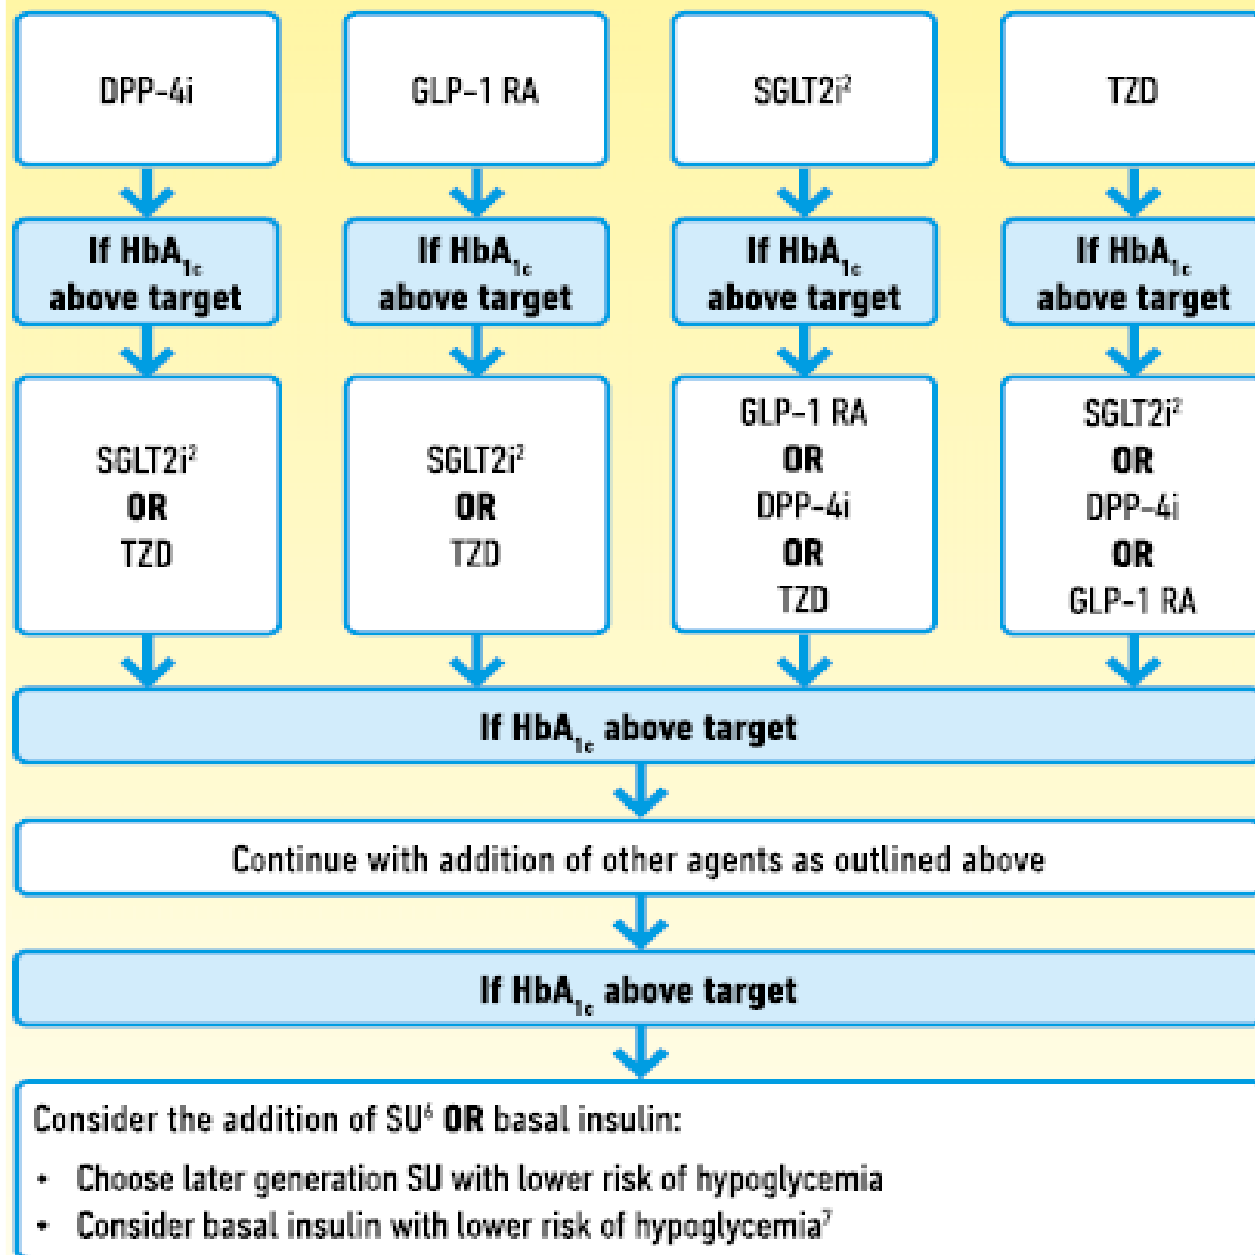 DPP-4i
GLP-1 RA
SGLT2i²
TZD
If HbA₁c
above target
If HbA₁c
above target
If HbA₁c
above target
If HbA₁c
above target
SGLT2i²
OR
TZD
SGLT2i²
OR
TZD
GLP-1 RA
OR
DPP-4i
OR
TZD
SGLT2i²
OR
DPP-4i
OR
GLP-1 RA
If HbA₁c above target
Continue with addition of other agents as outlined above
If HbA₁c above target
Consider the addition of SU⁶ OR basal insulin:
• Choose later generation SU with lower risk of hypoglycemia
• Consider basal insulin with lower risk of hypoglycemia⁷